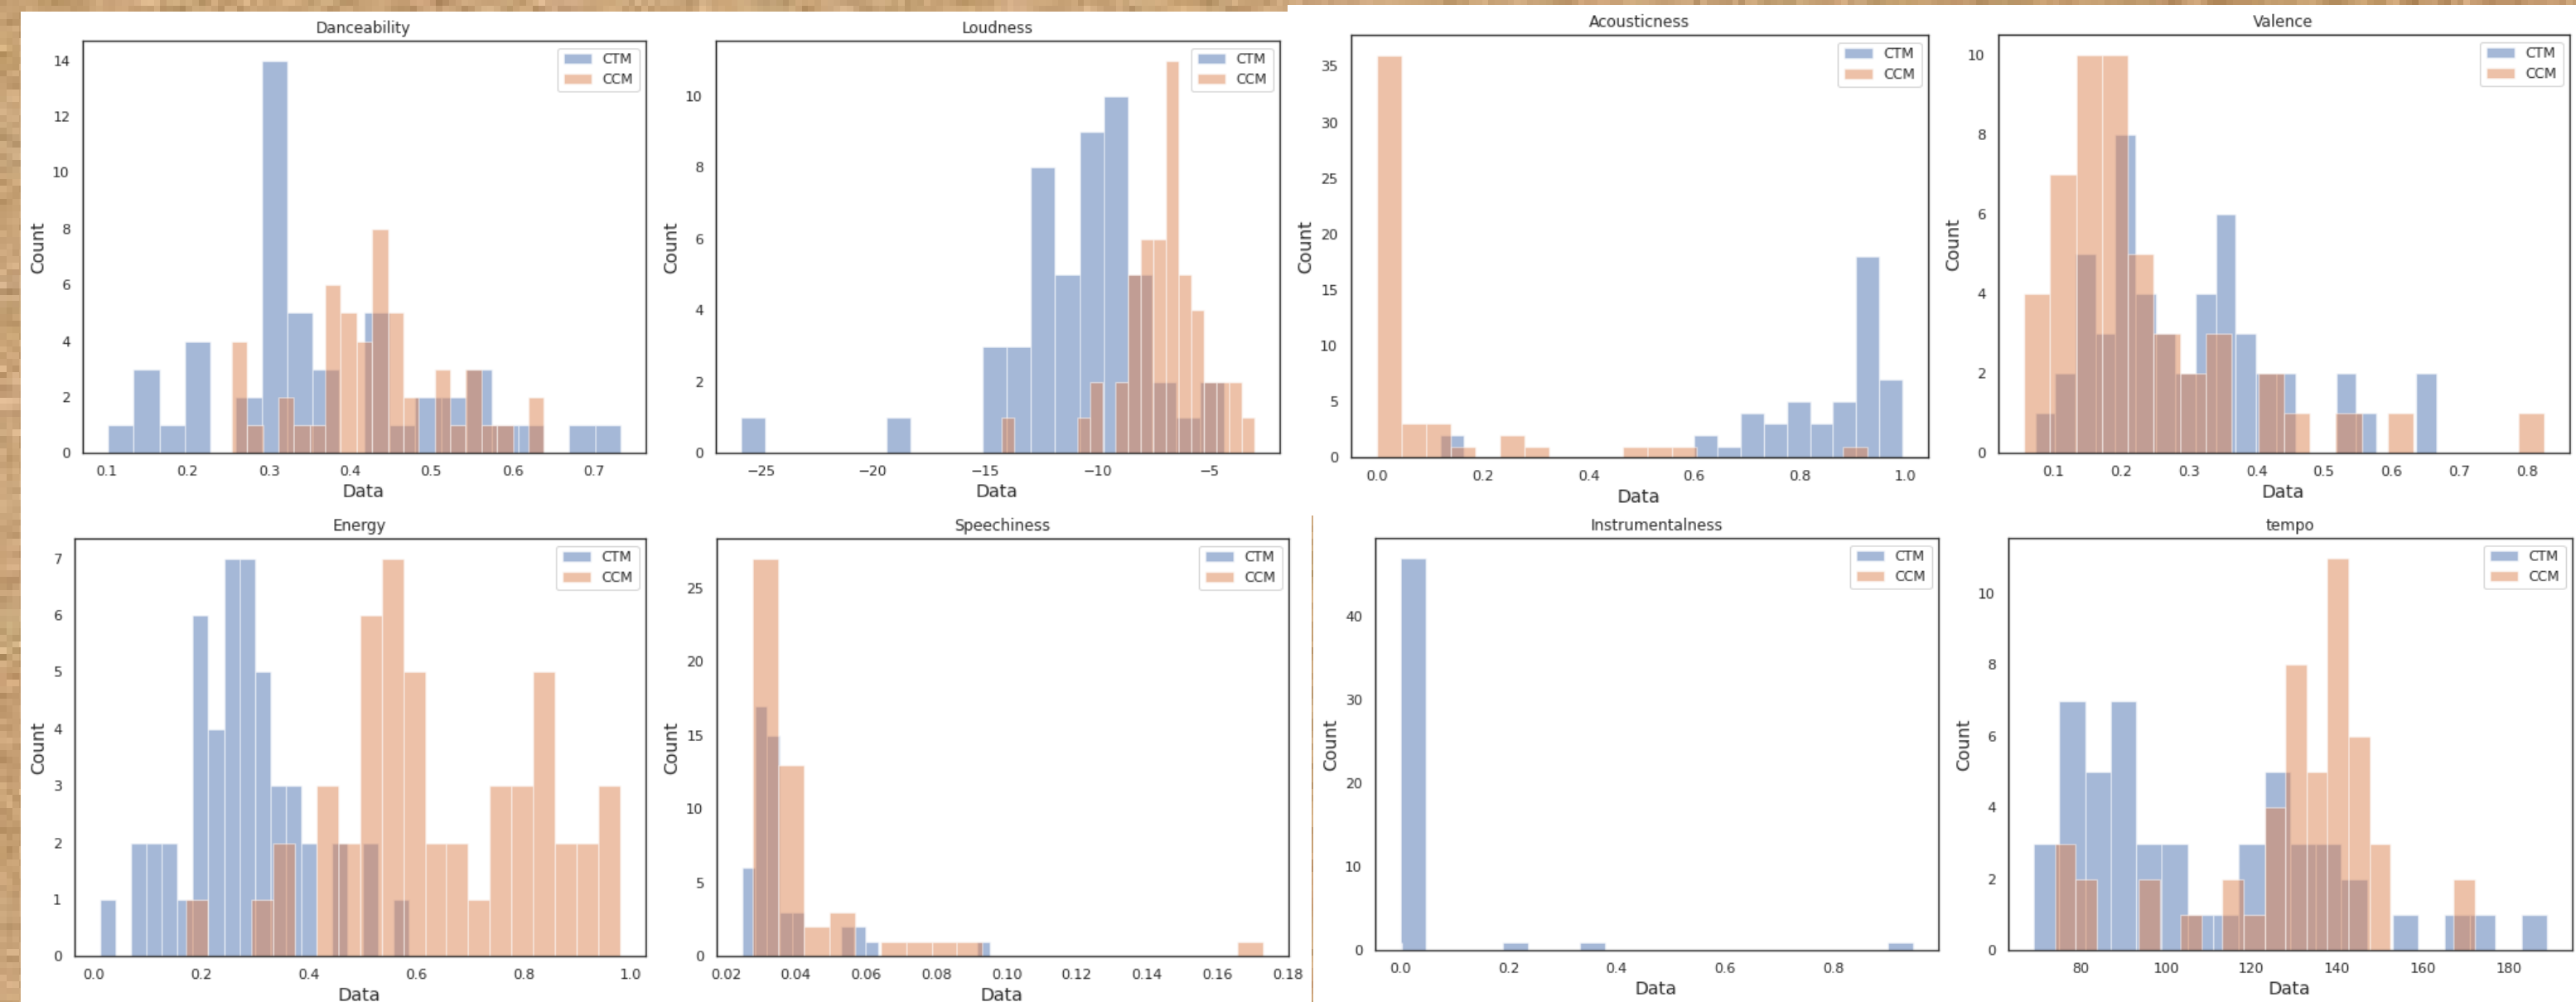 Danceability
CTM
CCM
14
12
10
8
6
4
2
0
Count
0.1 0.2 0.3 0.4 0.5 0.6 0.7
Data
Loudness
CTM
CCM
10
8
6
4
2
0
Count
−25 −20 −15 −10 −5
Data
Acousticness
CTM
CCM
35
30
25
20
15
10
5
0
Count
0.0 0.2 0.4 0.6 0.8 1.0
Data
Valence
CTM
CCM
10
8
6
4
2
0
Count
0.1 0.2 0.3 0.4 0.5 0.6 0.7 0.8
Data
Energy
CTM
CCM
7
6
5
4
3
2
1
0
Count
0.0 0.2 0.4 0.6 0.8 1.0
Data
Speechiness
CTM
CCM
25
20
15
10
5
0
Count
0.02 0.04 0.06 0.08 0.10 0.12 0.14 0.16 0.18
Data
Instrumentalness
CTM
CCM
40
30
20
10
0
Count
0.0 0.2 0.4 0.6 0.8
Data
tempo
CTM
CCM
10
8
6
4
2
0
Count
80 100 120 140 160 180
Data